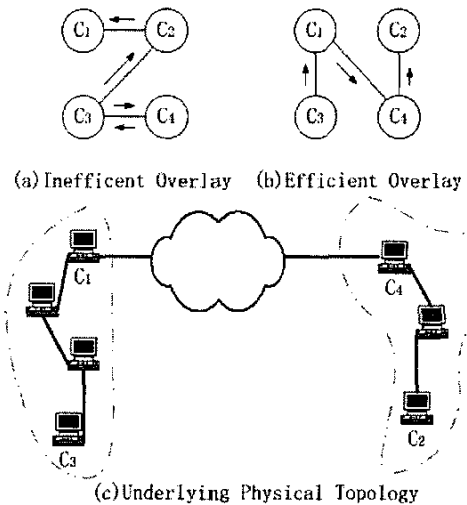 C1 C2
C3 C4
C1 C2
C3 C4
(a)Inefficent Overlay
(b)Efficient Overlay
C1
C4
C3
C2
(c)Underlying Physical Topology